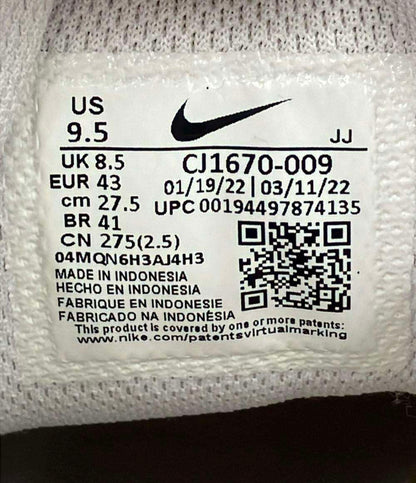 US
9.5
JJ
UK 8.5
CJ1670-009
EUR 43
01/19/22 | 03/11/22
cm 27.5
UPC 00194497874135
BR 41
CN 275(2.5)
04MQN6H3AJ4H3
MADE IN INDONESIA
HECHO EN INDONESIA
FABRIQUE EN INDONESIE
FABRICADO NA INDONÉSIA
This product is covered by one or more patents:
www.nike.com/patentsvirtualmarking